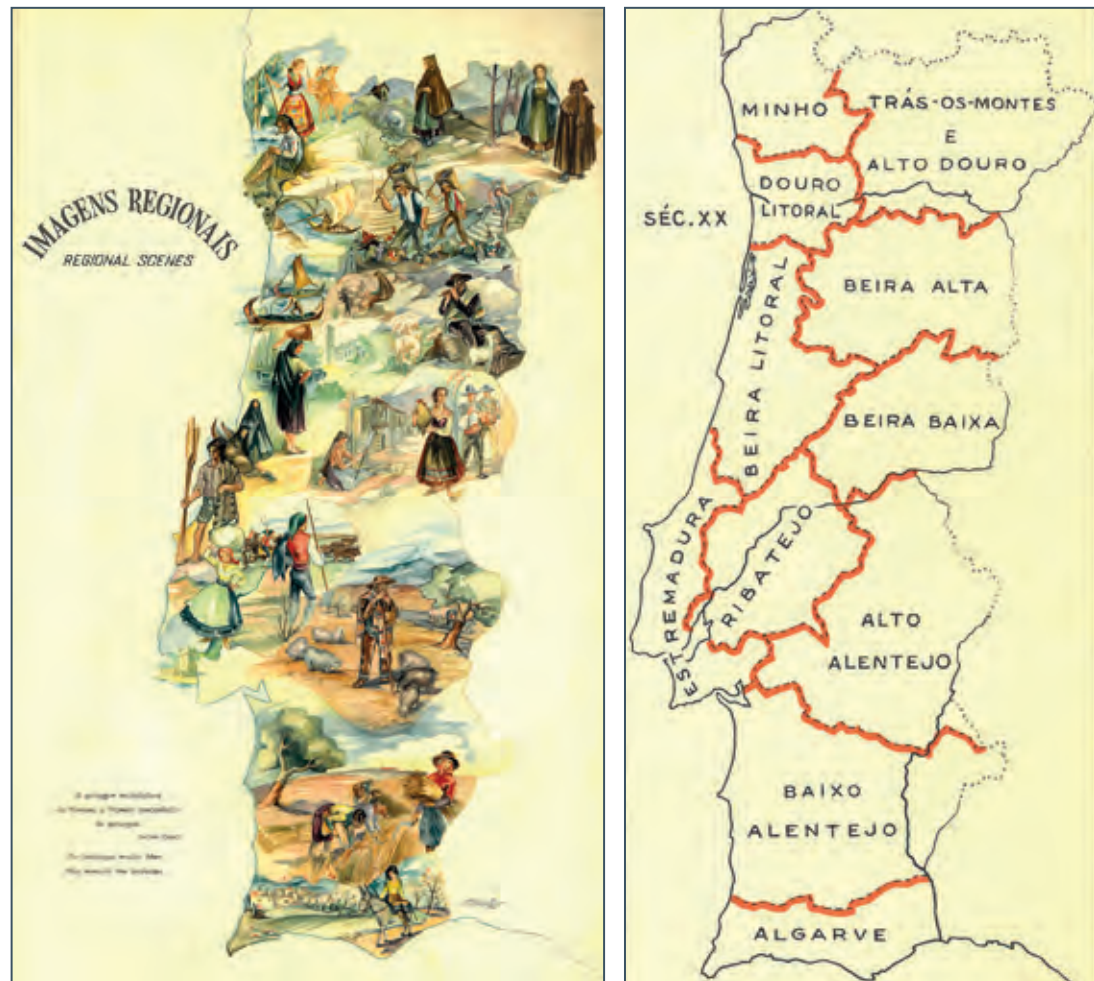 IMAGENS REGIONAIS
REGIONAL SCENES
MINHO
TRÁS-OS-MONTES
E
ALTO DOURO
DOURO
LITORAL
SÉC.XX
BEIRA ALTA
BEIRA LITORAL
BEIRA BAIXA
ESTREMADURA
RIBATEJO
ALTO
ALENTEJO
BAIXO
ALENTEJO
ALGARVE